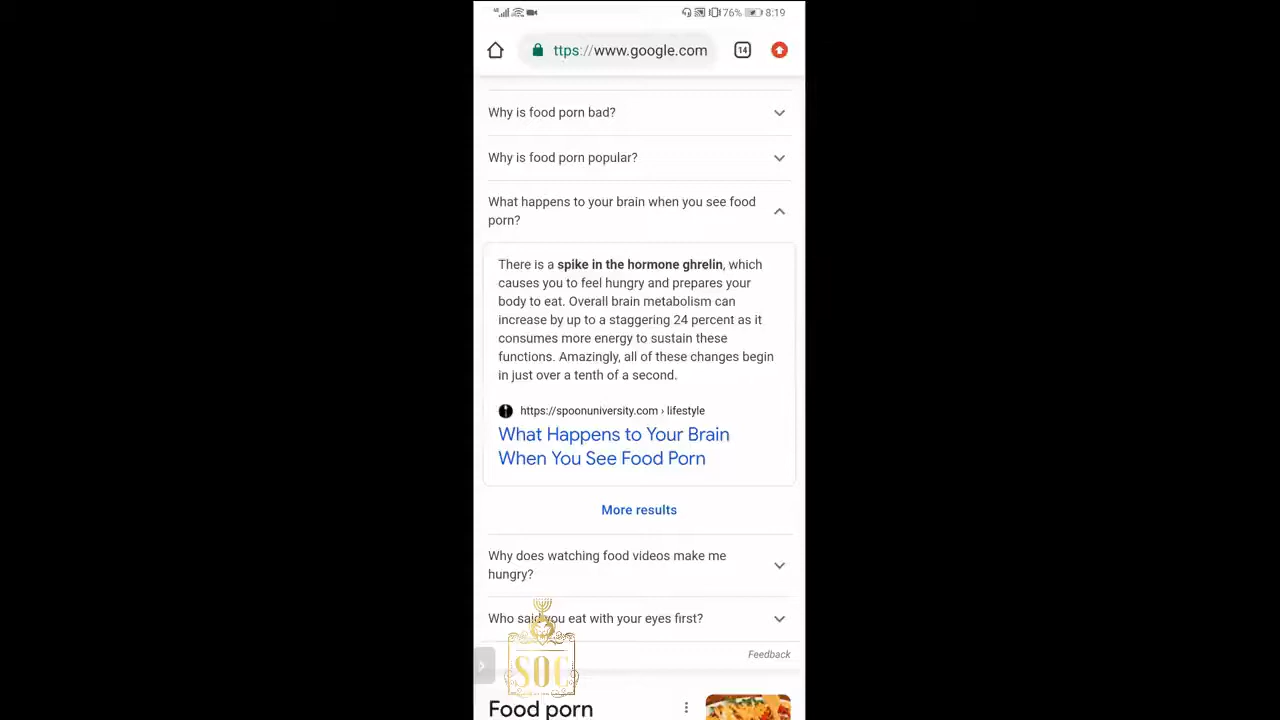 76% 8:19
ttps://www.google.com
14
Why is food porn bad?
Why is food porn popular?
What happens to your brain when you see food
porn?
There is a spike in the hormone ghrelin, which
causes you to feel hungry and prepares your
body to eat. Overall brain metabolism can
increase by up to a staggering 24 percent as it
consumes more energy to sustain these
functions. Amazingly, all of these changes begin
in just over a tenth of a second.
https://spoonuniversity.com › lifestyle
What Happens to Your Brain
When You See Food Porn
More results
Why does watching food videos make me
hungry?
Who said you eat with your eyes first?
Feedback
SOC
Food porn